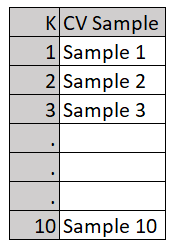 K CV Sample
1 Sample 1
2 Sample 2
3 Sample 3
.
.
.
10 Sample 10